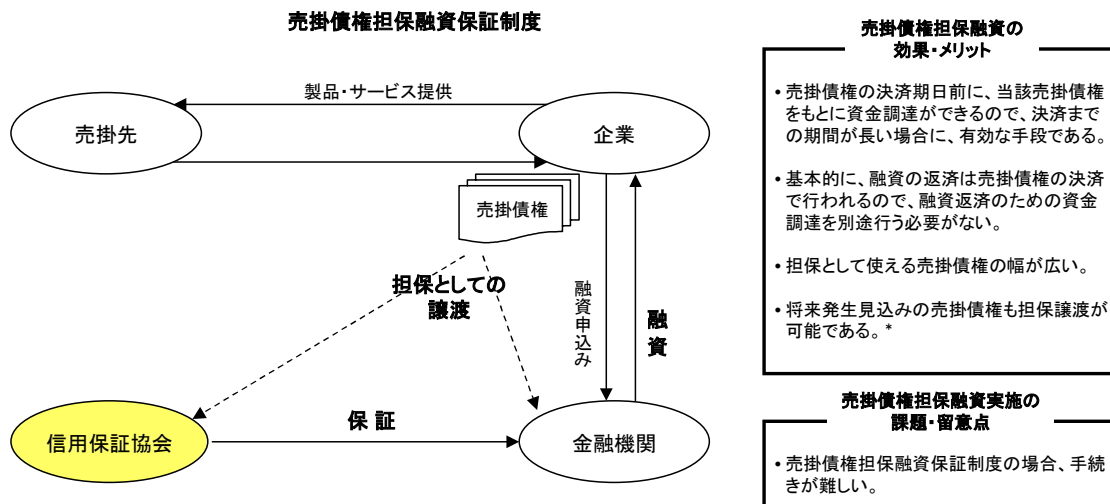 売掛債権担保融資保証制度
製品・サービス提供
売掛先
企業
売掛債権
担保としての
譲渡
融資申込み
融資
保 証
信用保証協会
金融機関
売掛債権担保融資の
効果・メリット
• 売掛債権の決済期日前に、当該売掛債権
をもとに資金調達ができるので、決済まで
の期間が長い場合に、有効な手段である。
• 基本的に、融資の返済は売掛債権の決済
で行われるので、融資返済のための資金
調達を別途行う必要がない。
• 担保として使える売掛債権の幅が広い。
• 将来発生見込みの売掛債権も担保譲渡が
可能である。*
売掛債権担保融資実施の
課題・留意点
• 売掛債権担保融資保証制度の場合、手続
きが難しい。